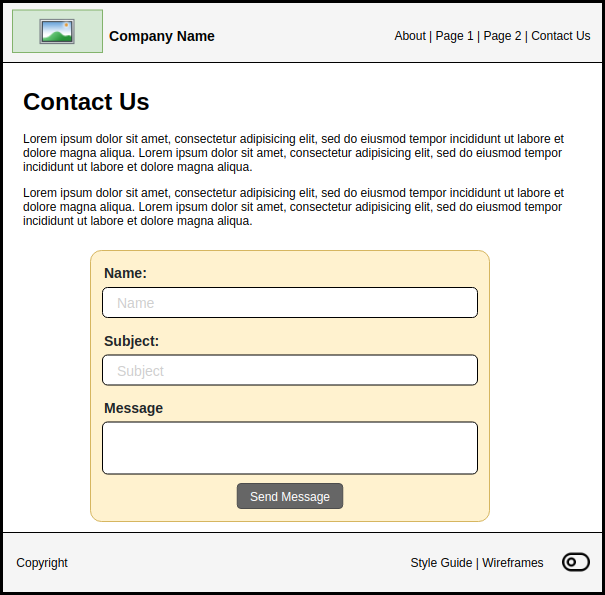 Company Name
About | Page 1 | Page 2 | Contact Us
Contact Us
Lorem ipsum dolor sit amet, consectetur adipisicing elit, sed do eiusmod tempor incididunt ut labore et
dolore magna aliqua. Lorem ipsum dolor sit amet, consectetur adipisicing elit, sed do eiusmod tempor
incididunt ut labore et dolore magna aliqua.
Lorem ipsum dolor sit amet, consectetur adipisicing elit, sed do eiusmod tempor incididunt ut labore et
dolore magna aliqua. Lorem ipsum dolor sit amet, consectetur adipisicing elit, sed do eiusmod tempor
incididunt ut labore et dolore magna aliqua.
Name:
Name
Subject:
Subject
Message
Send Message
Copyright
Style Guide | Wireframes